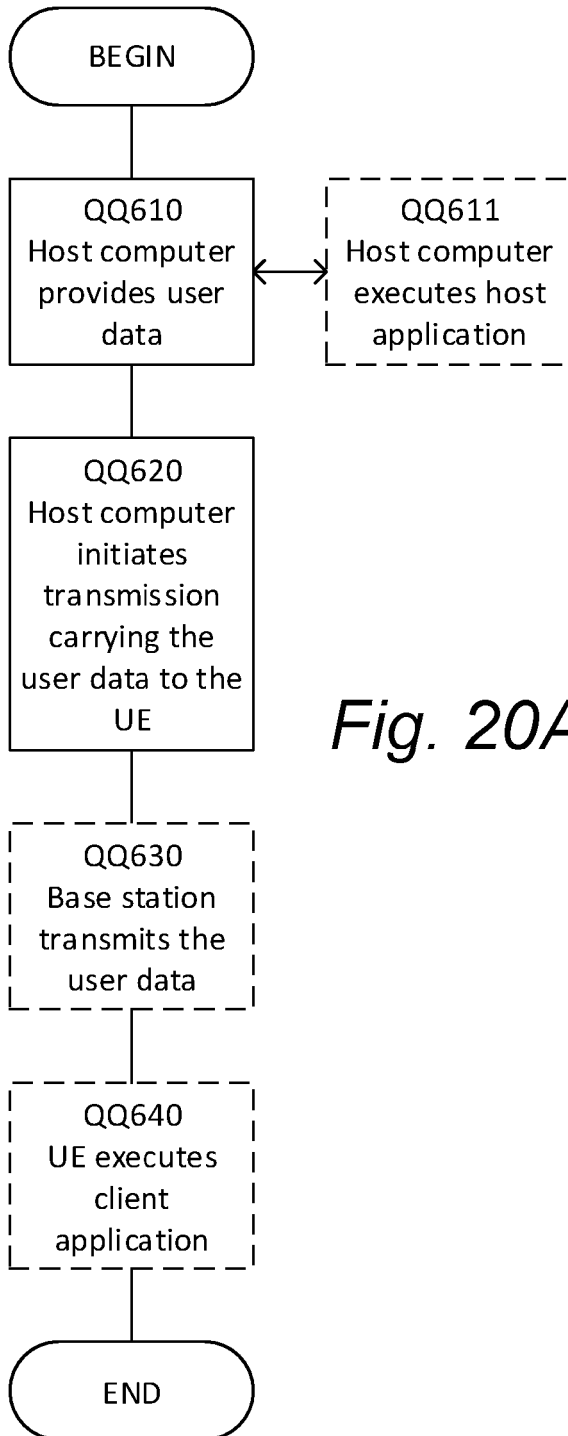 BEGIN
QQ610
Host computer
provides user
data
QQ611
Host computer
executes host
application
QQ620
Host computer
initiates
transmission
carrying the
user data to the
UE
Fig. 20A
QQ630
Base station
transmits the
user data
QQ640
UE executes
client
application
END